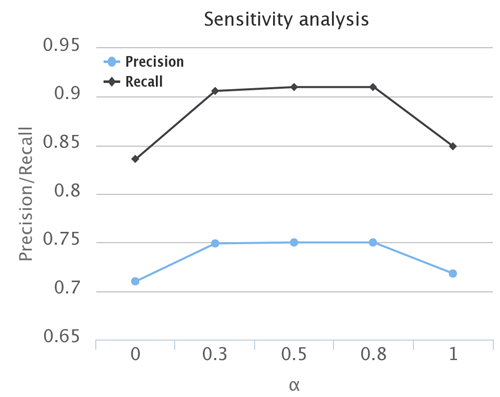 Sensitivity analysis
0.95
0.9
0.85
0.8
0.75
0.7
0.65
Precision
Recall
Precision/Recall
0 0.3 0.5 0.8 1
α